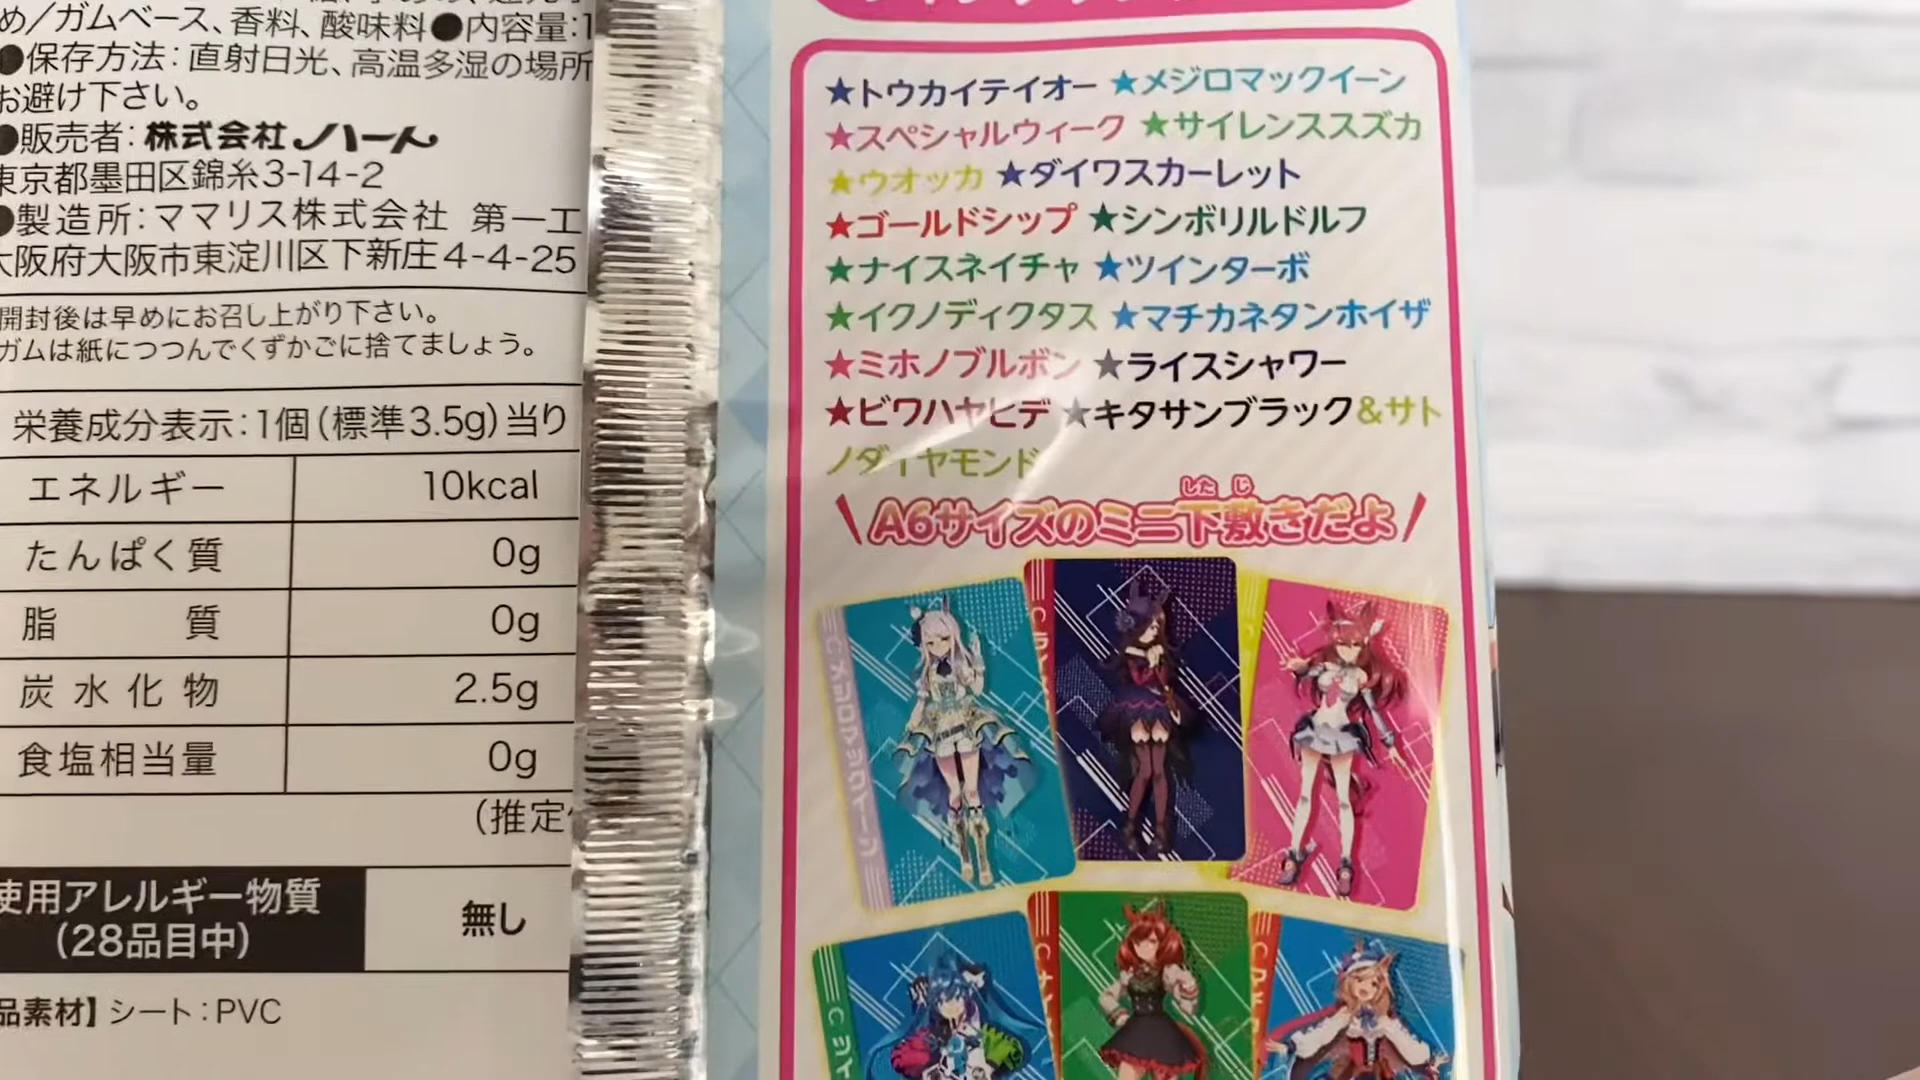 め/ガムベース、香料、酸味料●内容量:1
●保存方法:直射日光、高温多湿の場所
お避け下さい。
●販売者:株式会社ハート
東京都墨田区錦糸3-14-2
●製造所:ママリス株式会社 第一工
大阪府大阪市東淀川区下新庄4-4-25
開封後は早めにお召し上がり下さい。
ガムは紙につつんでくずかごに捨てましょう。
栄養成分表示:1個(標準3.5g)当り
エネルギー 10kcal
たんぱく質 0g
脂質 0g
炭水化物 2.5g
食塩相当量 0g
(推定
使用アレルギー物質
(28品目中)
無し
品素材】シート:PVC
★トウカイテイオー ★メジロマックイーン
★スペシャルウィーク ★サイレンススズカ
★ウオッカ ★ダイワスカーレット
★ゴールドシップ ★シンボリルドルフ
★ナイスネイチャ ★ツインターボ
★イクノディクタス ★マチカネタンホイザ
★ミホノブルボン ★ライスシャワー
★ビワハヤヒデ ★キタサンブラック&サト
ノダイヤモンド
したじ
\A6サイズのミニ下敷きだよ/
メジロマックイーン